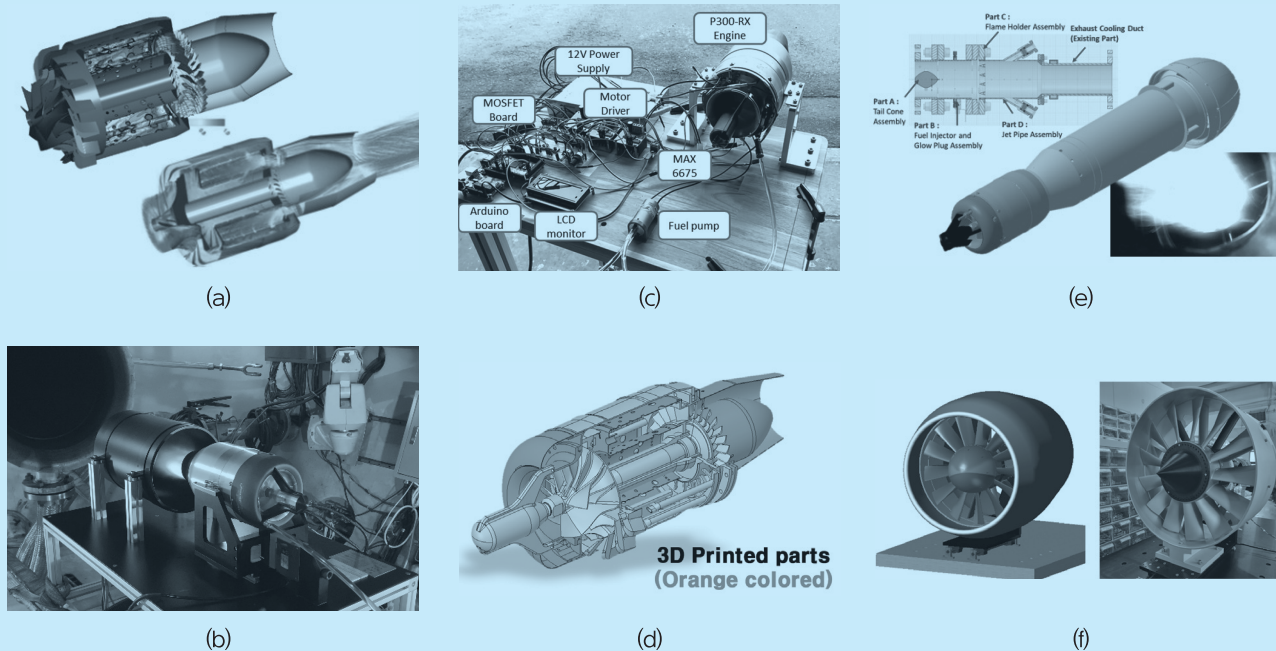 (a)
P300-RX
Engine
12V Power
Supply
MOSFET
Board
Motor
Driver
MAX
6675
Arduino
board
LCD
monitor
Fuel pump
(c)
Part C :
Flame Holder Assembly
Exhaust Cooling Duct
(Existing Part)
Part A :
Tail Cone
Assembly
Part B :
Fuel Injector and
Glow Plug Assembly
Part D :
Jet Pipe Assembly
(e)
(b)
3D Printed parts
(Orange colored)
(d)
(f)